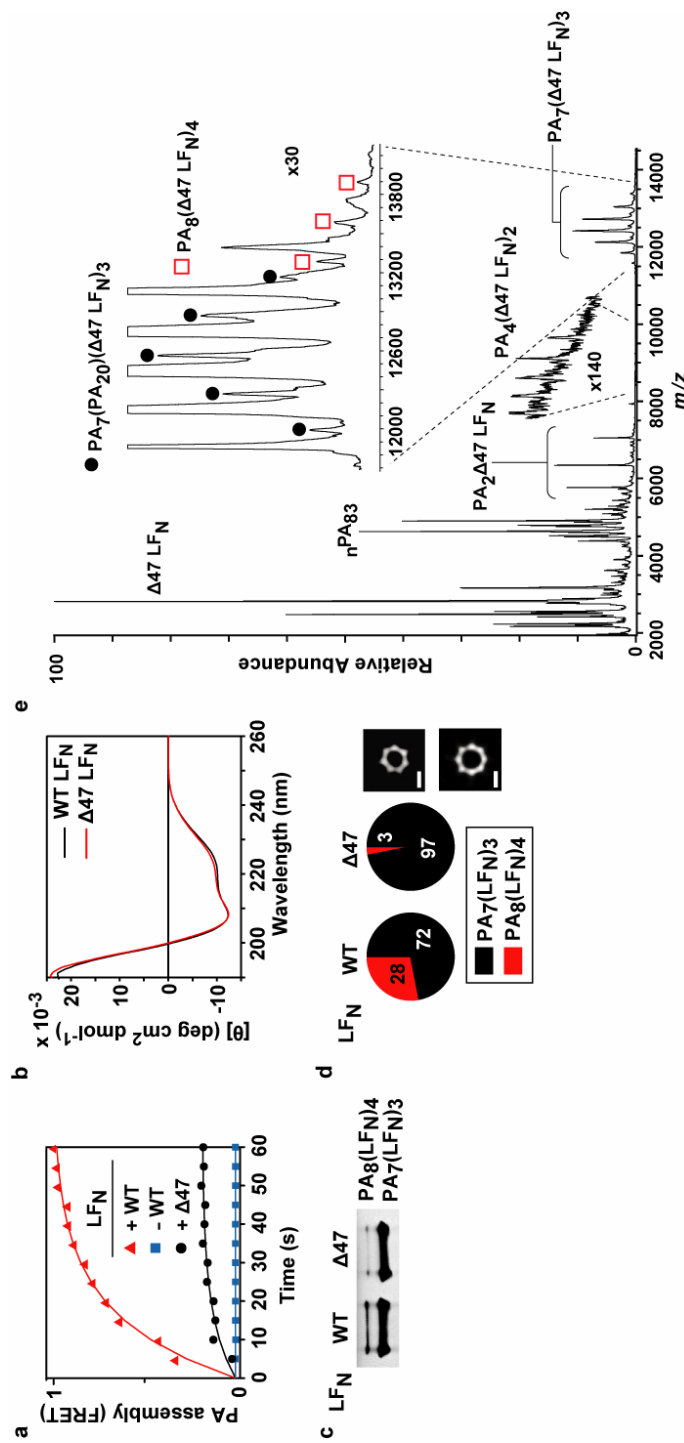 a
PA assembly (FRET)
1
0
LFN
+ WT
- WT
+ Δ47
0 10 20 30 40 50 60
Time (s)
b
x 10-3
[θ] (deg cm2 dmol-1)
20
10
0
-10
WT LFN
Δ47 LFN
200 220 240 260
Wavelength (nm)
c
LFN WT Δ47
PA8(LFN)4
PA7(LFN)3
d
LFN WT Δ47
28
72
3
97
PA7(LFN)3
PA8(LFN)4
e
Relative Abundance
100
0
Δ47 LFN
nPA83
PA2Δ47 LFN
PA4(Δ47 LFN)2
x140
PA7(Δ47 LFN)3
PA7(PA20)(Δ47 LFN)3
PA8(Δ47 LFN)4
x30
12000 12600 13200 13800
2000 4000 6000 8000 10000 12000 14000
m/z